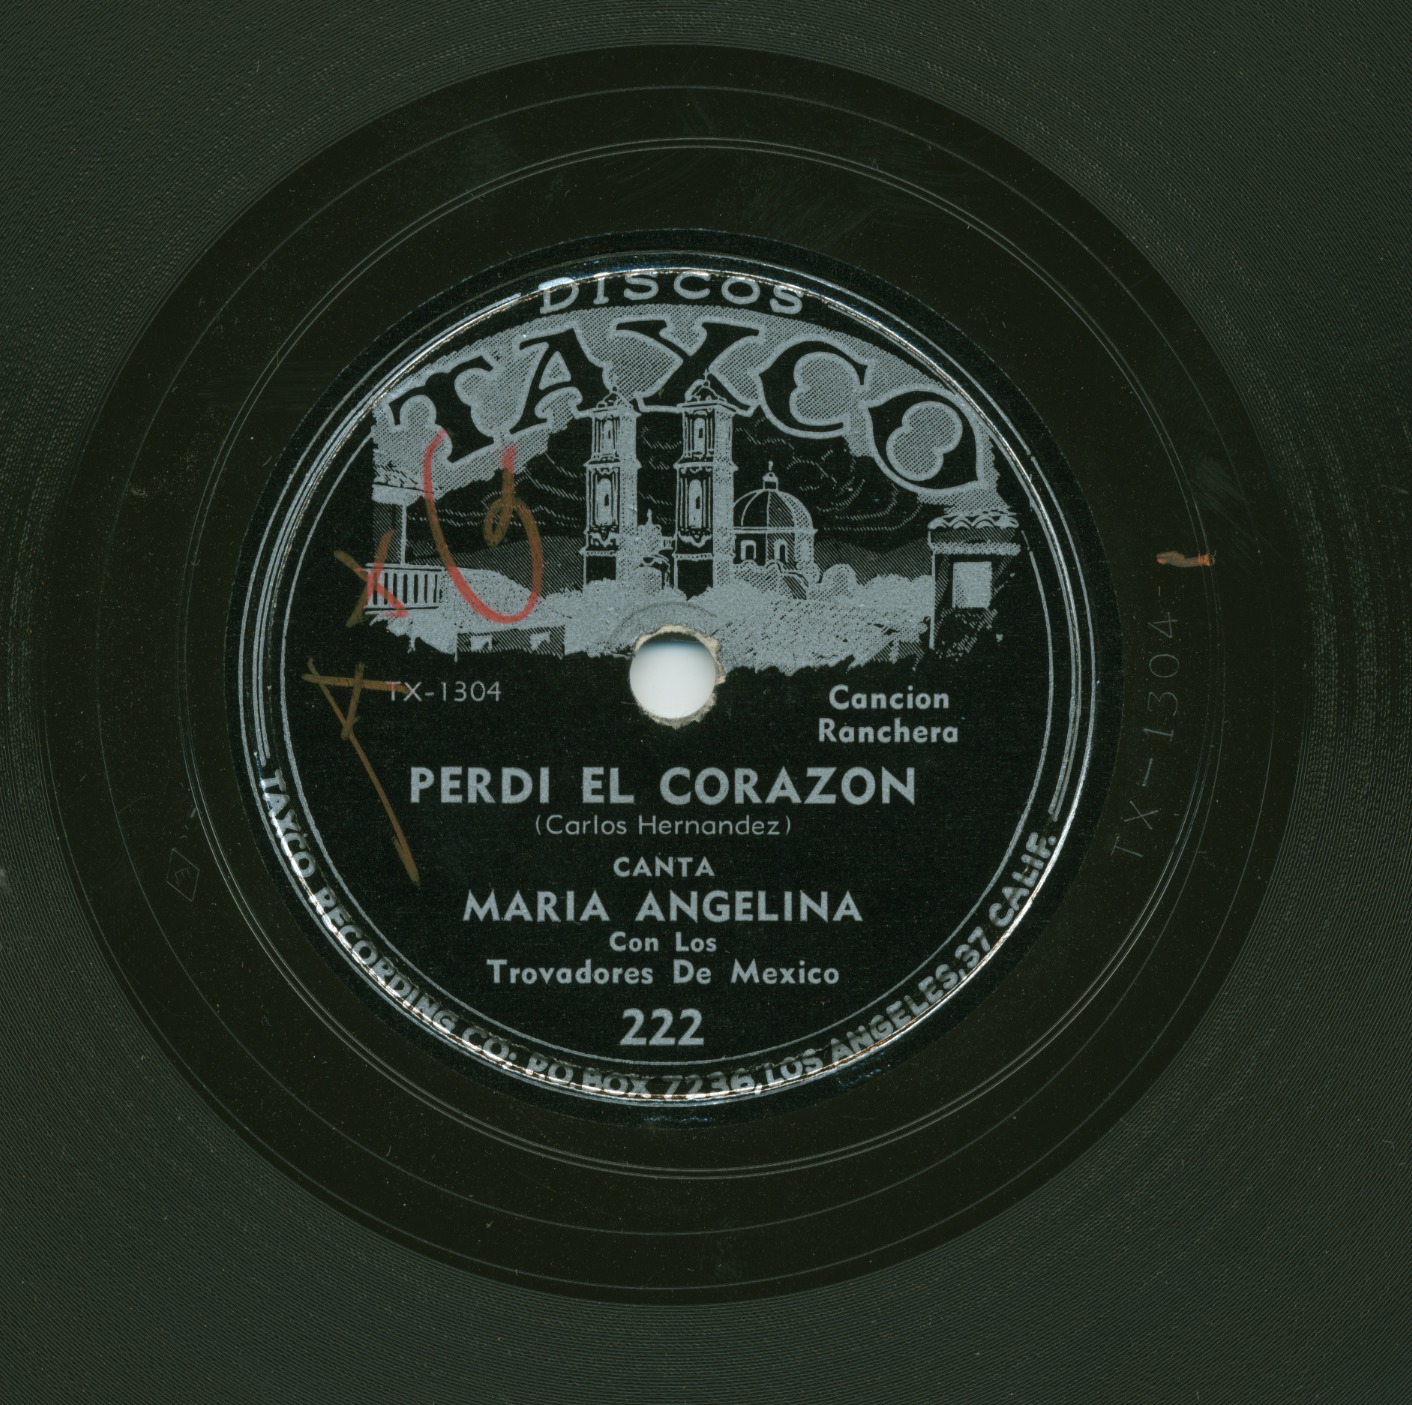 DISCOS
TAXCO
TX-1304
Cancion
Ranchera
PERDI EL CORAZON
(Carlos Hernandez)
CANTA
MARIA ANGELINA
Con Los
Trovadores De Mexico
222
TAXCO RECORDING CO: P.O. BOX 7236, LOS ANGELES, 37 CALIF.
TX-1304-
E